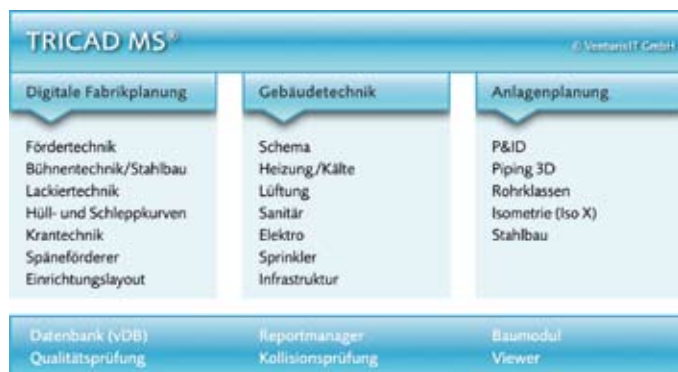 TRICAD MS®
© VenturisIT GmbH
Digitale Fabrikplanung
Fördertechnik
Bühnentechnik/Stahlbau
Lackiertechnik
Hüll- und Schleppkurven
Krantechnik
Späneförderer
Einrichtungslayout
Gebäudetechnik
Schema
Heizung/Kälte
Lüftung
Sanitär
Elektro
Sprinkler
Infrastruktur
Anlagenplanung
P&ID
Piping 3D
Rohrklassen
Isometrie (Iso X)
Stahlbau
Datenbank (vDB)
Qualitätsprüfung
Reportmanager
Kollisionsprüfung
Baumodul
Viewer